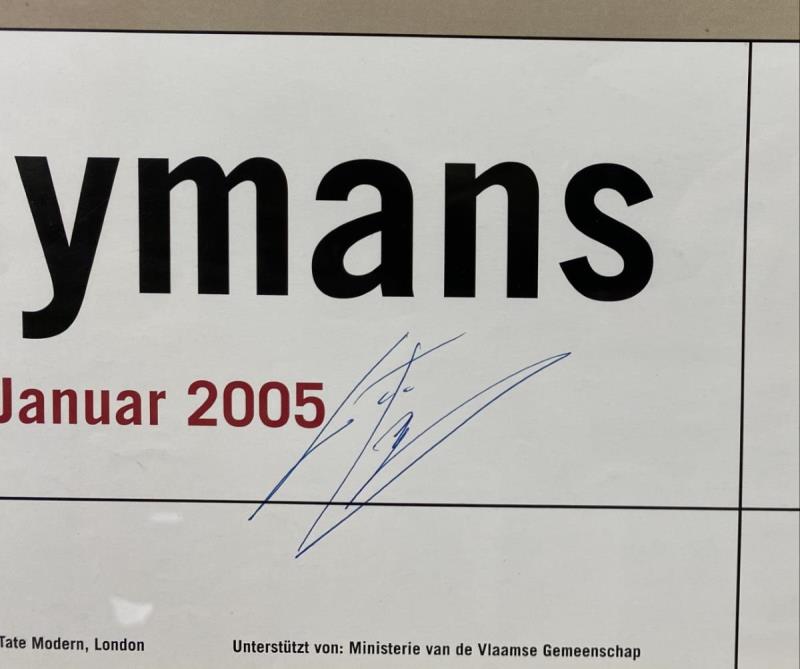 ymans
Januar 2005
Tate Modern, London
Unterstützt von: Ministerie van de Vlaamse Gemeenschap